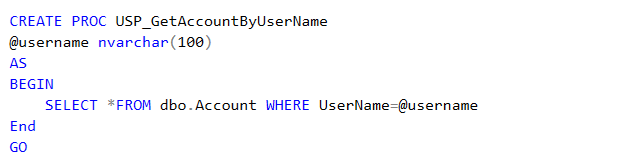 CREATE PROC USP_GetAccountByUserName
@username nvarchar(100)
AS
BEGIN
    SELECT *FROM dbo.Account WHERE UserName=@username
End
GO